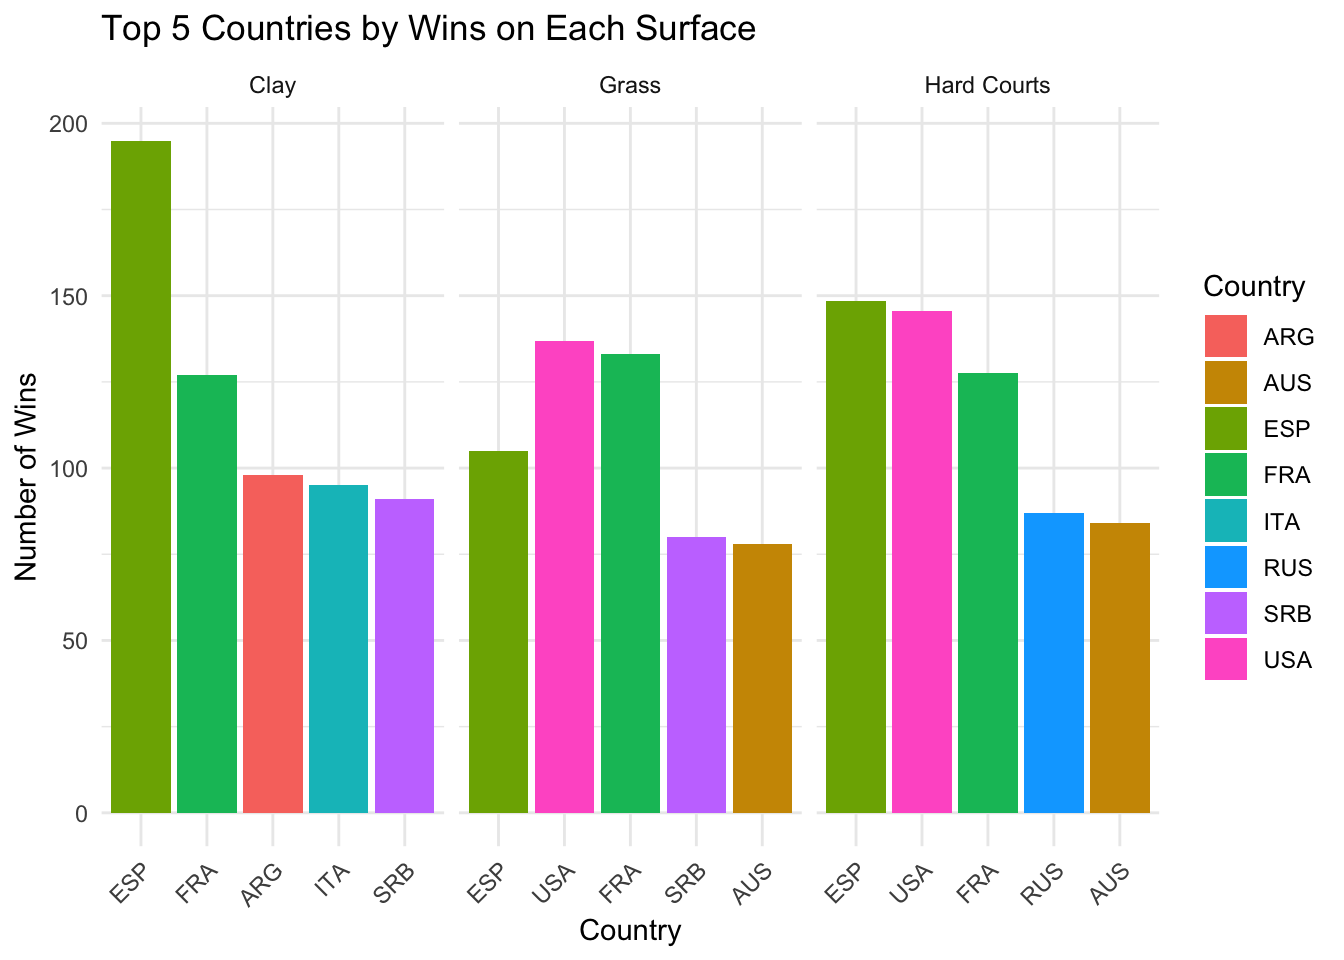 Top 5 Countries by Wins on Each Surface
Clay
Grass
Hard Courts
Number of Wins
200
150
100
50
0
ESP
FRA
ARG
ITA
SRB
ESP
USA
FRA
SRB
AUS
ESP
USA
FRA
RUS
AUS
Country
Country
ARG
AUS
ESP
FRA
ITA
RUS
SRB
USA